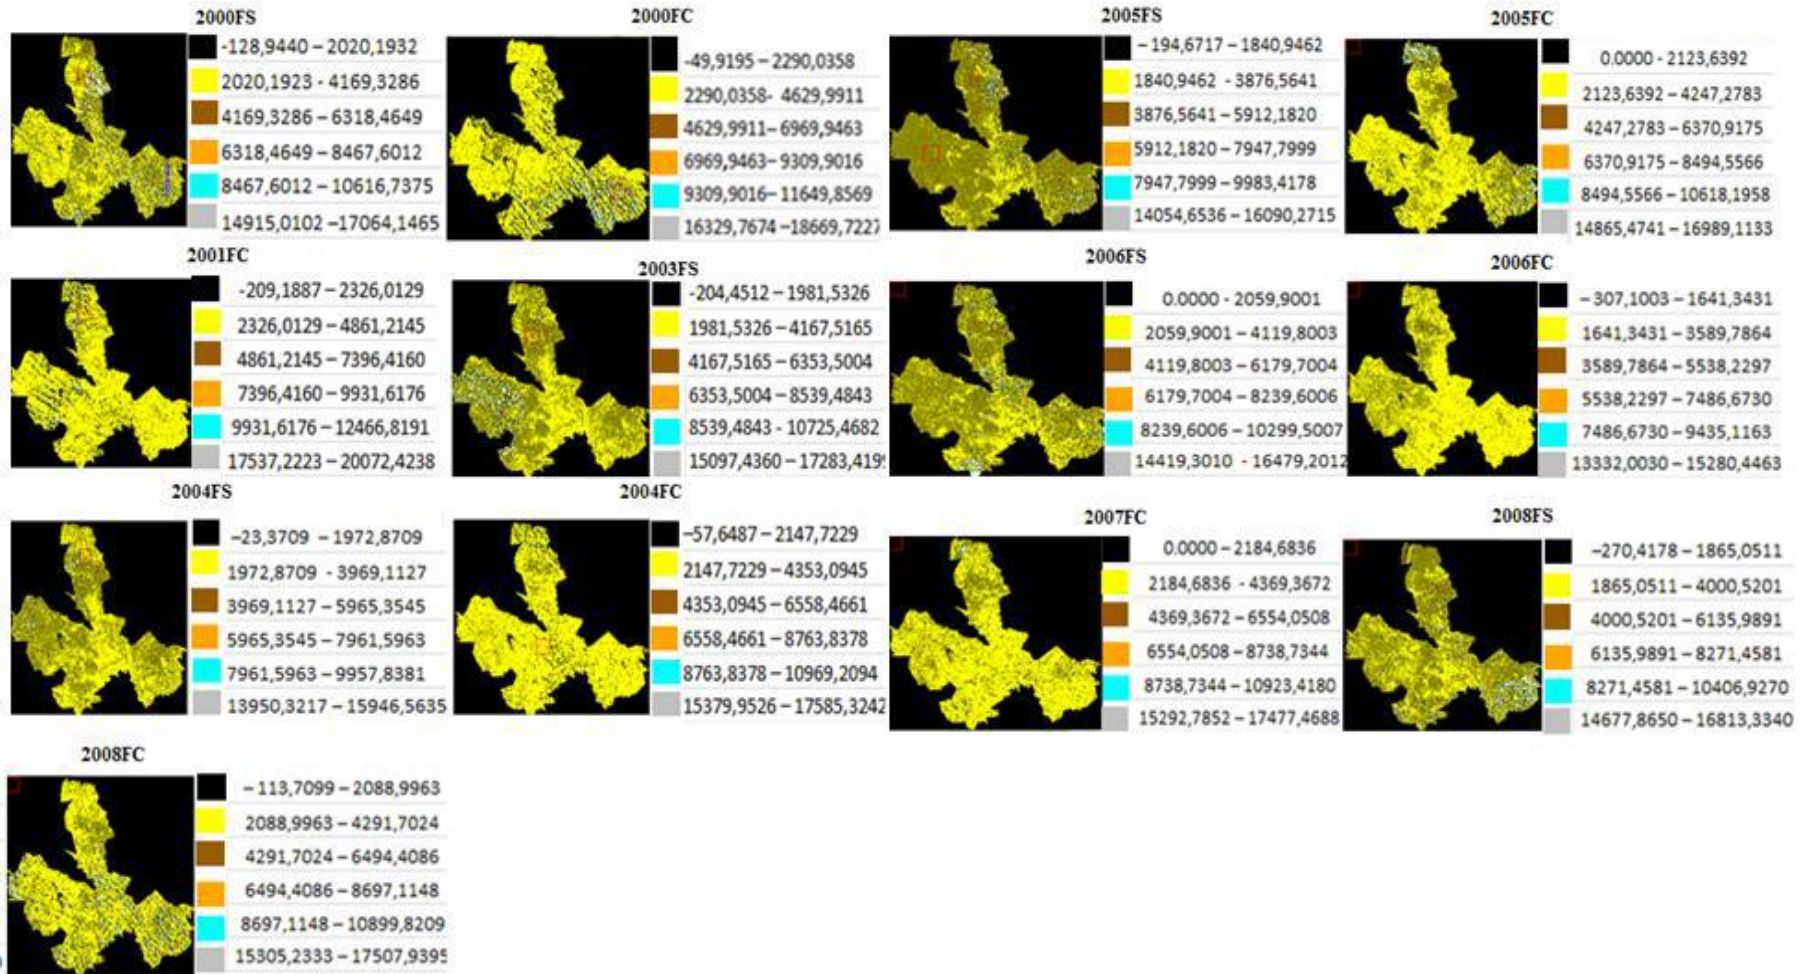 2000FS
-128,9440 – 2020,1932
2020,1923 - 4169,3286
4169,3286 – 6318,4649
6318,4649 – 8467,6012
8467,6012 – 10616,7375
14915,0102 –17064,1465
2000FC
-49,9195 – 2290,0358
2290,0358- 4629,9911
4629,9911– 6969,9463
6969,9463– 9309,9016
9309,9016– 11649,8569
16329,7674 –18669,7227
2005FS
– 194,6717 – 1840,9462
1840,9462 - 3876,5641
3876,5641 – 5912,1820
5912,1820 – 7947,7999
7947,7999 – 9983,4178
14054,6536 – 16090,2715
2005FC
0.0000 - 2123,6392
2123,6392 – 4247,2783
4247,2783 – 6370,9175
6370,9175 – 8494,5566
8494,5566 – 10618,1958
14865,4741 – 16989,1133
2001FC
-209,1887 – 2326,0129
2326,0129 – 4861,2145
4861,2145 – 7396,4160
7396,4160 – 9931,6176
9931,6176 – 12466,8191
17537,2223 – 20072,4238
2003FS
-204,4512 – 1981,5326
1981,5326 – 4167,5165
4167,5165 – 6353,5004
6353,5004 – 8539,4843
8539,4843 - 10725,4682
15097,4360 – 17283,419
2006FS
0.0000 - 2059,9001
2059,9001 – 4119,8003
4119,8003 – 6179,7004
6179,7004 – 8239,6006
8239,6006 – 10299,5007
14419,3010 - 16479,2012
2006FC
– 307,1003 – 1641,3431
1641,3431 – 3589,7864
3589,7864 – 5538,2297
5538,2297 – 7486,6730
7486,6730 – 9435,1163
13332,0030 – 15280,4463
2004FS
–23,3709 – 1972,8709
1972,8709 - 3969,1127
3969,1127 – 5965,3545
5965,3545 – 7961,5963
7961,5963 – 9957,8381
13950,3217 – 15946,5635
2004FC
–57,6487 – 2147,7229
2147,7229 – 4353,0945
4353,0945 – 6558,4661
6558,4661 – 8763,8378
8763,8378 – 10969,2094
15379,9526 – 17585,3242
2007FC
0.0000 – 2184,6836
2184,6836 - 4369,3672
4369,3672 – 6554,0508
6554,0508 – 8738,7344
8738,7344 – 10923,4180
15292,7852 – 17477,4688
2008FS
–270,4178 – 1865,0511
1865,0511 – 4000,5201
4000,5201 – 6135,9891
6135,9891 – 8271,4581
8271,4581 – 10406,9270
14677,8650 – 16813,3340
2008FC
– 113,7099 – 2088,9963
2088,9963 – 4291,7024
4291,7024 – 6494,4086
6494,4086 – 8697,1148
8697,1148 – 10899,8209
15305,2333 – 17507,9395